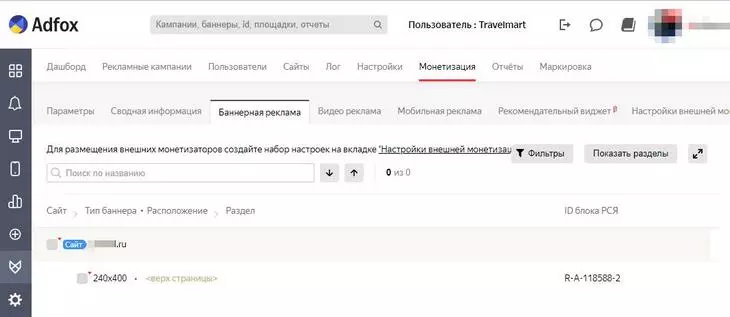 Adfox
Кампании, баннеры, id, площадки, отчеты
Пользователь : Travelmart
Дашборд Рекламные кампании Пользователи Сайты Лог Настройки Монетизация Отчёты Маркировка
Параметры Сводная информация Баннерная реклама Видео реклама Мобильная реклама Рекомендательный виджет β Настройки внешней мо
Для размещения внешних монетизаторов создайте набор настроек на вкладке "Настройки внешней монетизац
Фильтры Показать разделы
Поиск по названию 0 из 0
Сайт Тип баннера • Расположение Раздел ID блока РСЯ
Сайт l.ru
240x400 • <верх страницы> R-A-118588-2